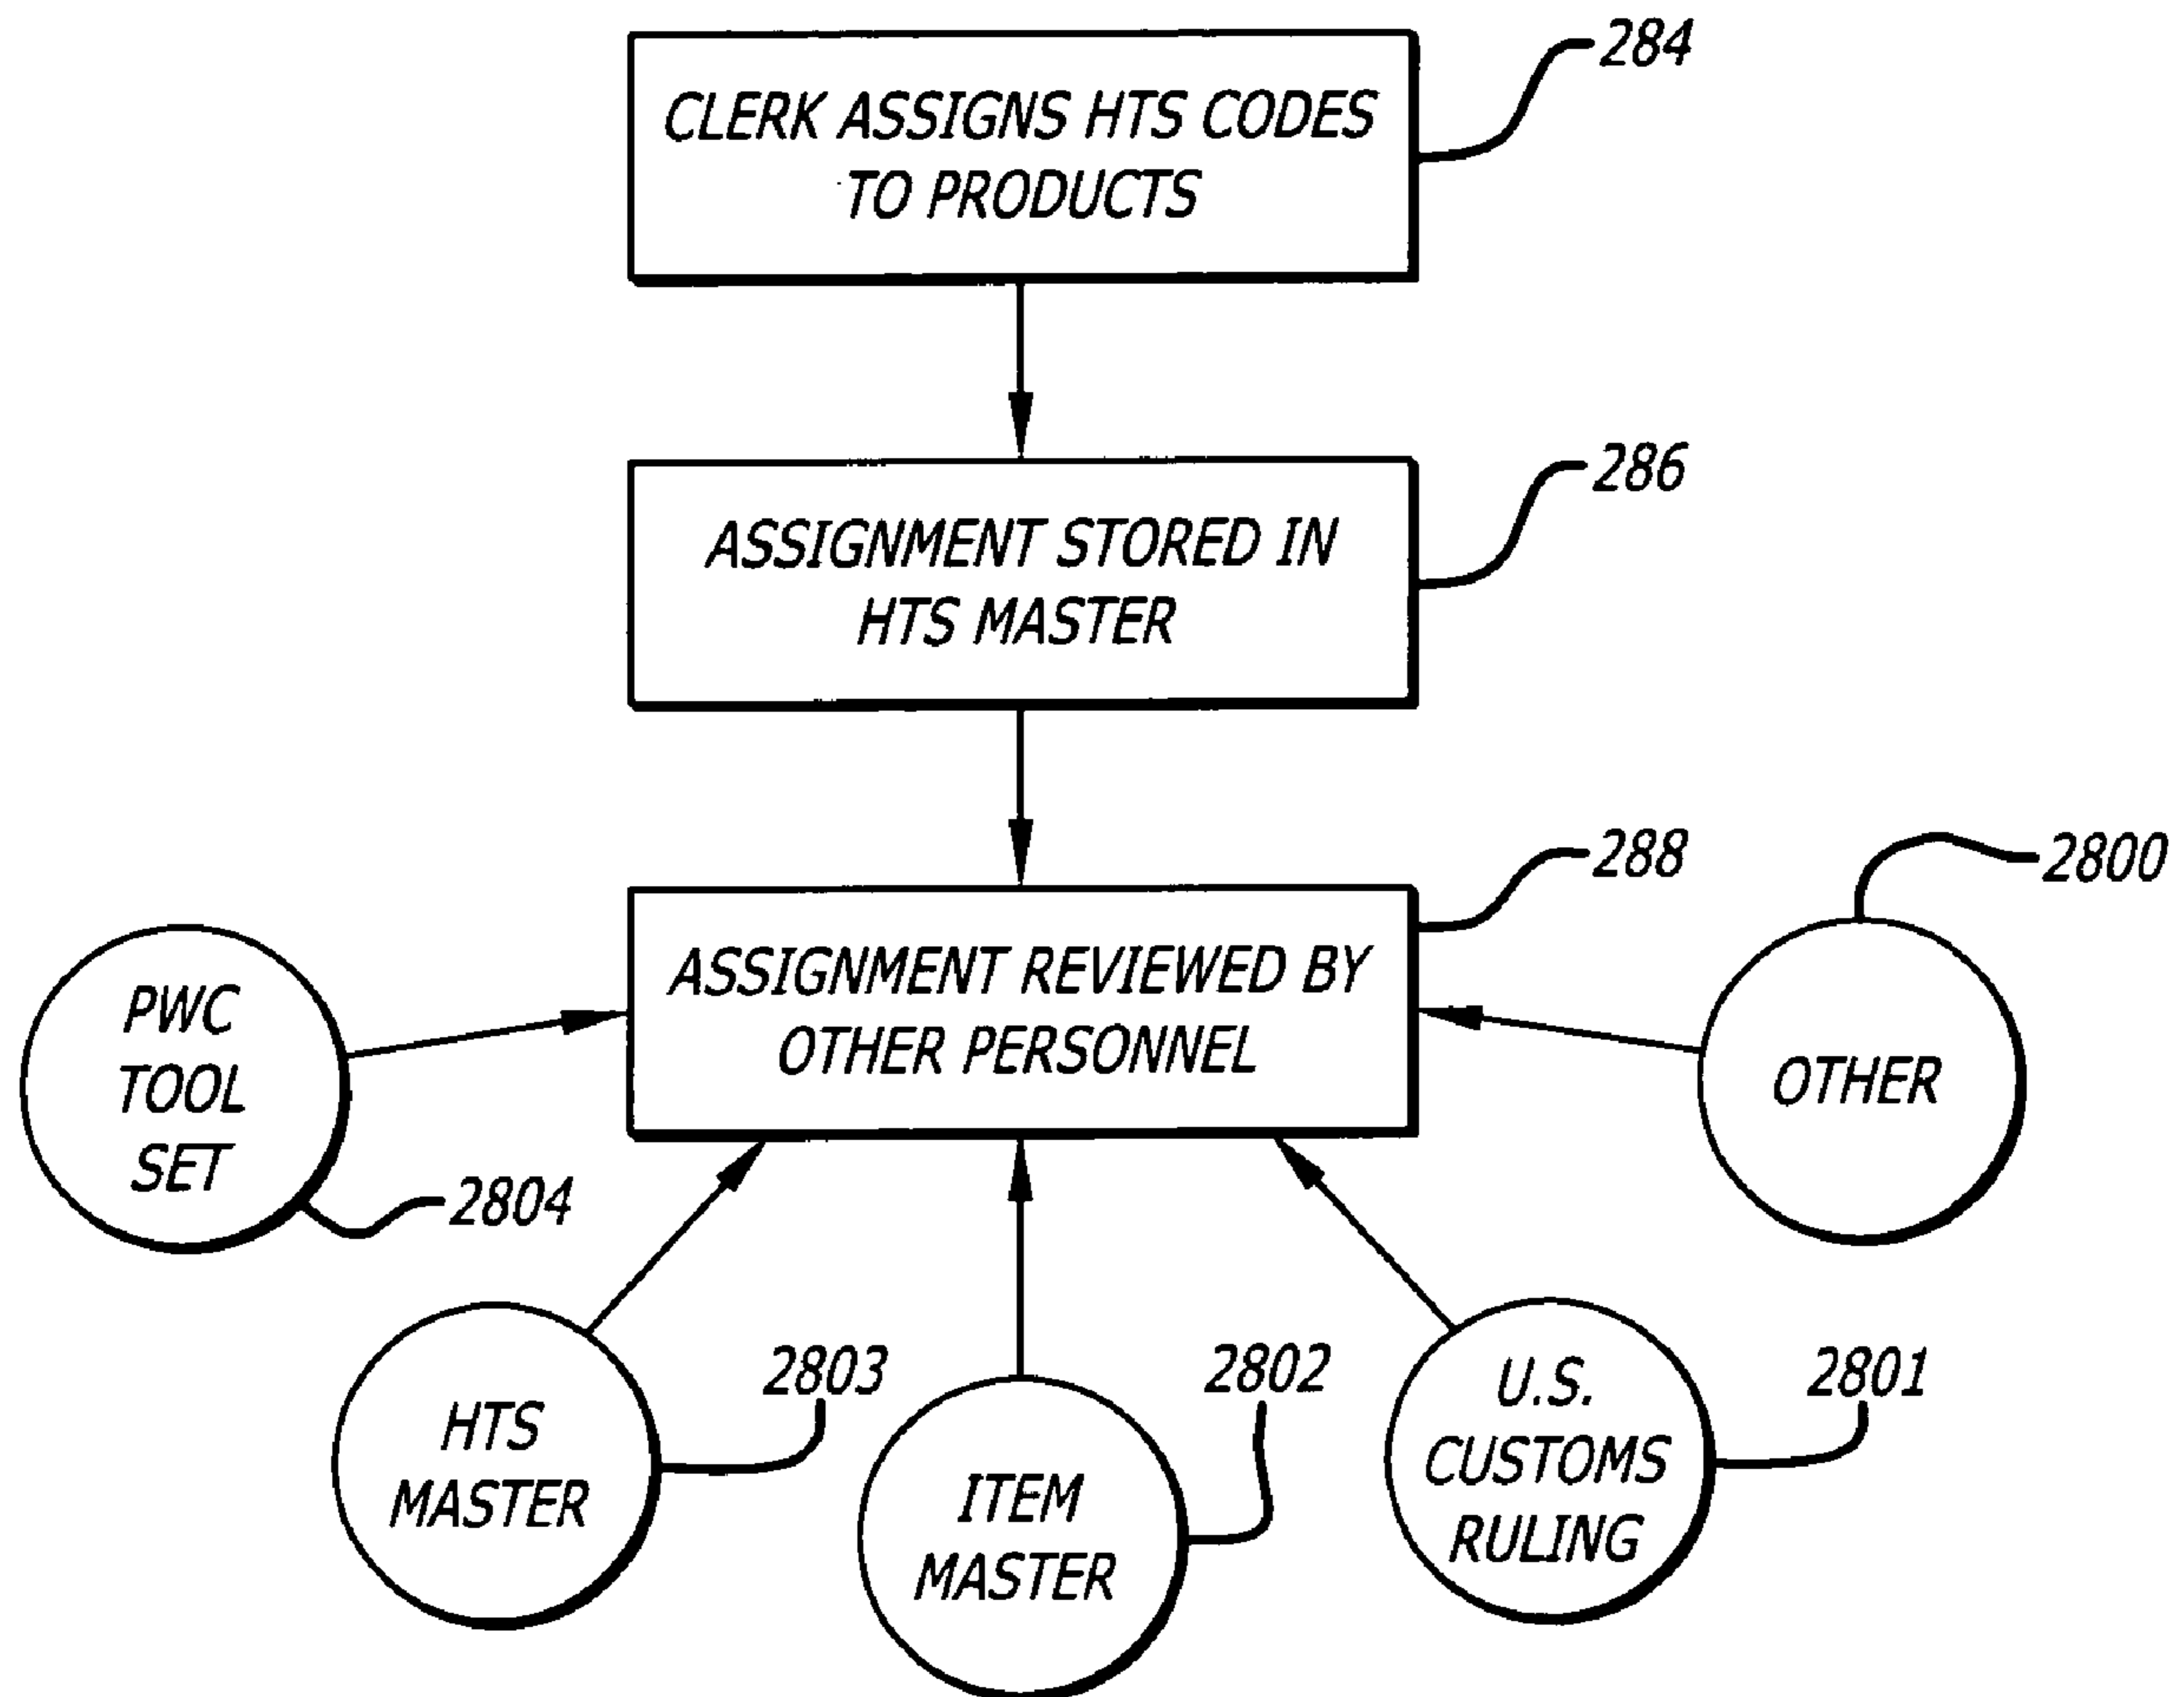 284
CLERK ASSIGNS HTS CODES
TO PRODUCTS
286
ASSIGNMENT STORED IN
HTS MASTER
288
2800
ASSIGNMENT REVIEWED BY
OTHER PERSONNEL
PWC
TOOL
SET
2804
OTHER
HTS
MASTER
2803
ITEM
MASTER
2802
U.S.
CUSTOMS
RULING
2801